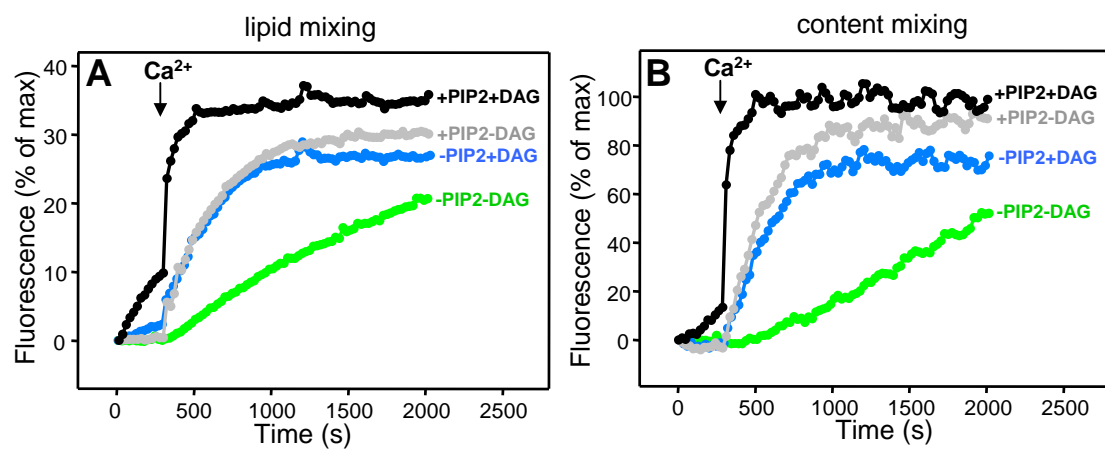 lipid mixing
A
Ca²⁺
+PIP2+DAG
+PIP2-DAG
-PIP2+DAG
-PIP2-DAG
Fluorescence (% of max)
40
30
20
10
0
0 500 1000 1500 2000 2500
Time (s)
content mixing
B
Ca²⁺
+PIP2+DAG
+PIP2-DAG
-PIP2+DAG
-PIP2-DAG
Fluorescence (% of max)
100
80
60
40
20
0
0 500 1000 1500 2000 2500
Time (s)